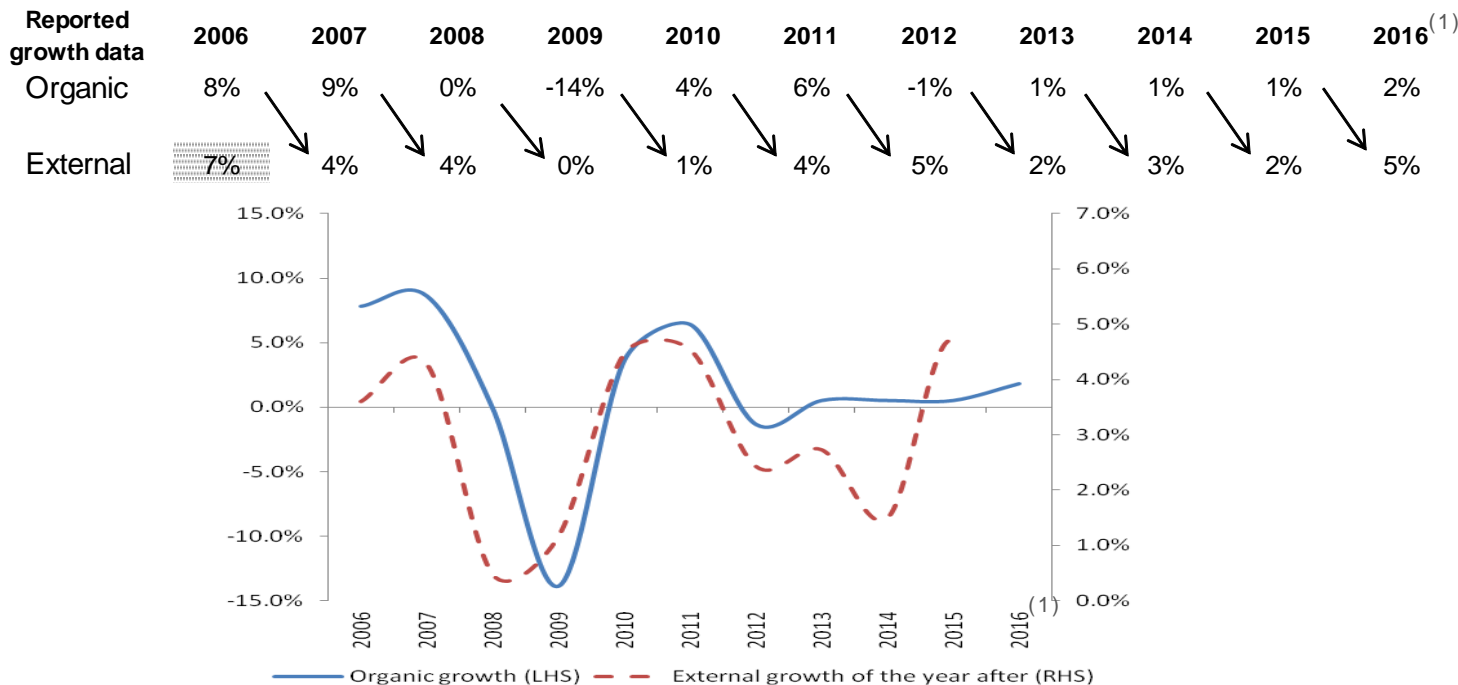 Reported growth data 2006 2007 2008 2009 2010 2011 2012 2013 2014 2015 2016 (1)
Organic 8% 9% 0% -14% 4% 6% -1% 1% 1% 1% 2%
External 7% 4% 4% 0% 1% 4% 5% 2% 3% 2% 5%
15.0% 7.0%
6.0%
10.0%
5.0%
5.0%
4.0%
0.0%
3.0%
-5.0%
2.0%
-10.0%
1.0%
-15.0% 0.0%
2006 2007 2008 2009 2010 2011 2012 2013 2014 2015 2016 (1)
Organic growth (LHS) External growth of the year after (RHS)